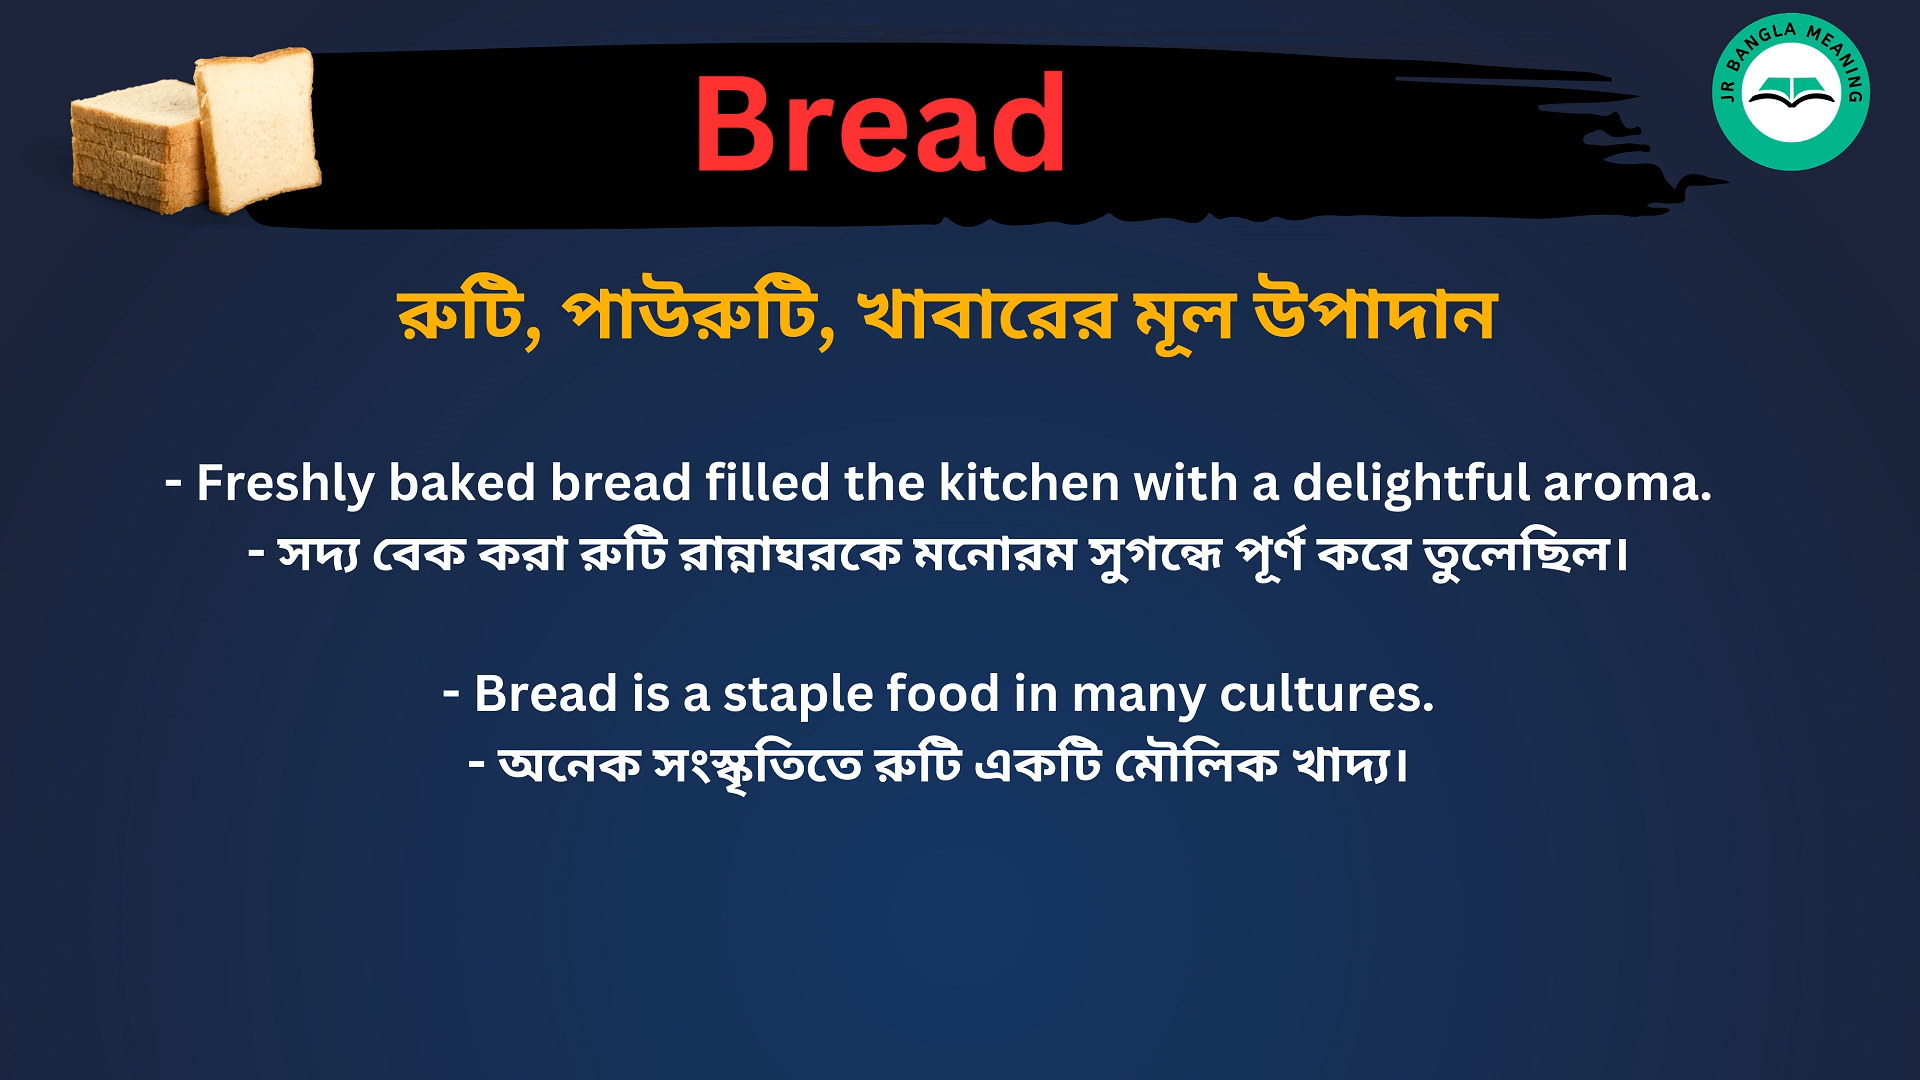 Bread
JR BANGLA MEANING
রুটি, পাউরুটি, খাবারের মূল উপাদান
- Freshly baked bread filled the kitchen with a delightful aroma.
- সদ্য বেক করা রুটি রান্নাঘরকে মনোরম সুগন্ধে পূর্ণ করে তুলেছিল।
- Bread is a staple food in many cultures.
- অনেক সংস্কৃতিতে রুটি একটি মৌলিক খাদ্য।